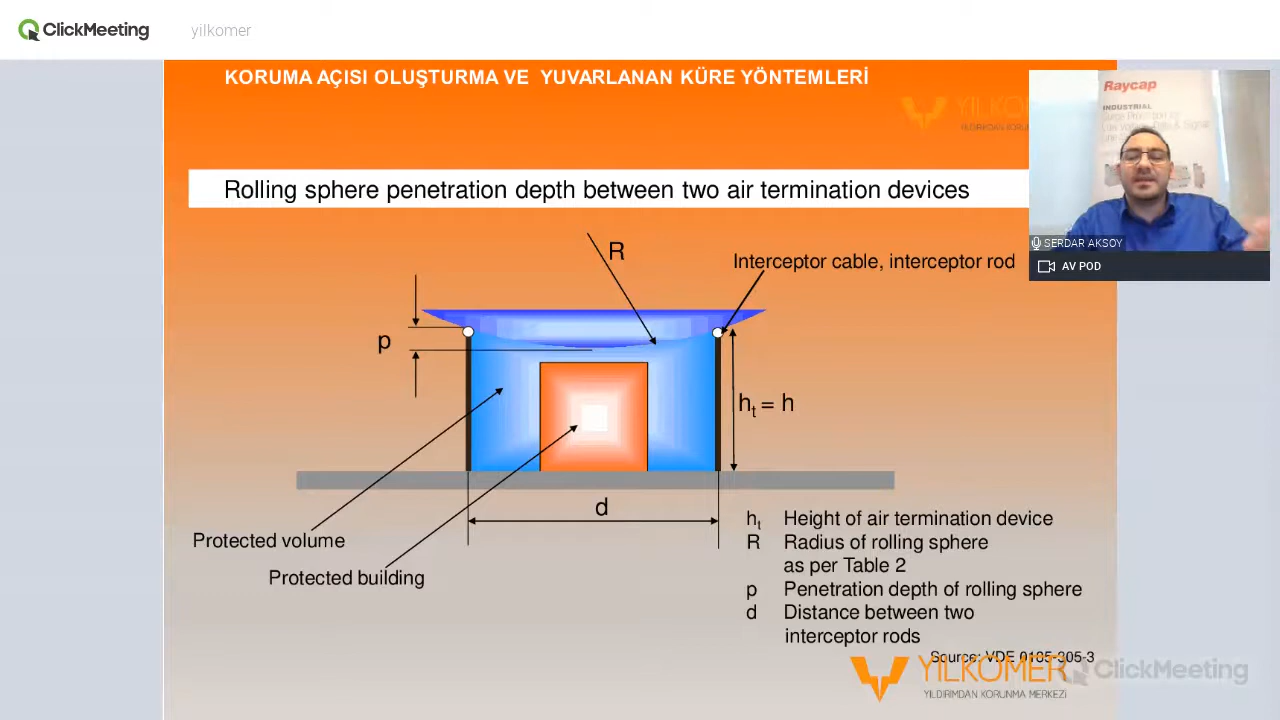 ClickMeeting
yilkomer
KORUMA AÇISI OLUŞTURMA VE YUVARLANAN KÜRE YÖNTEMLERİ
Raycap
INDUSTRIAL
Rolling sphere penetration depth between two air termination devices
SERDAR AKSOY
AV POD
R
Interceptor cable, interceptor rod
p
ht = h
d
Protected volume
Protected building
ht Height of air termination device
R Radius of rolling sphere
as per Table 2
p Penetration depth of rolling sphere
d Distance between two
interceptor rods
Source: VDE 0185-305-3
YILKOMER
YILDIRIMDAN KORUNMA MERKEZİ
ClickMeeting